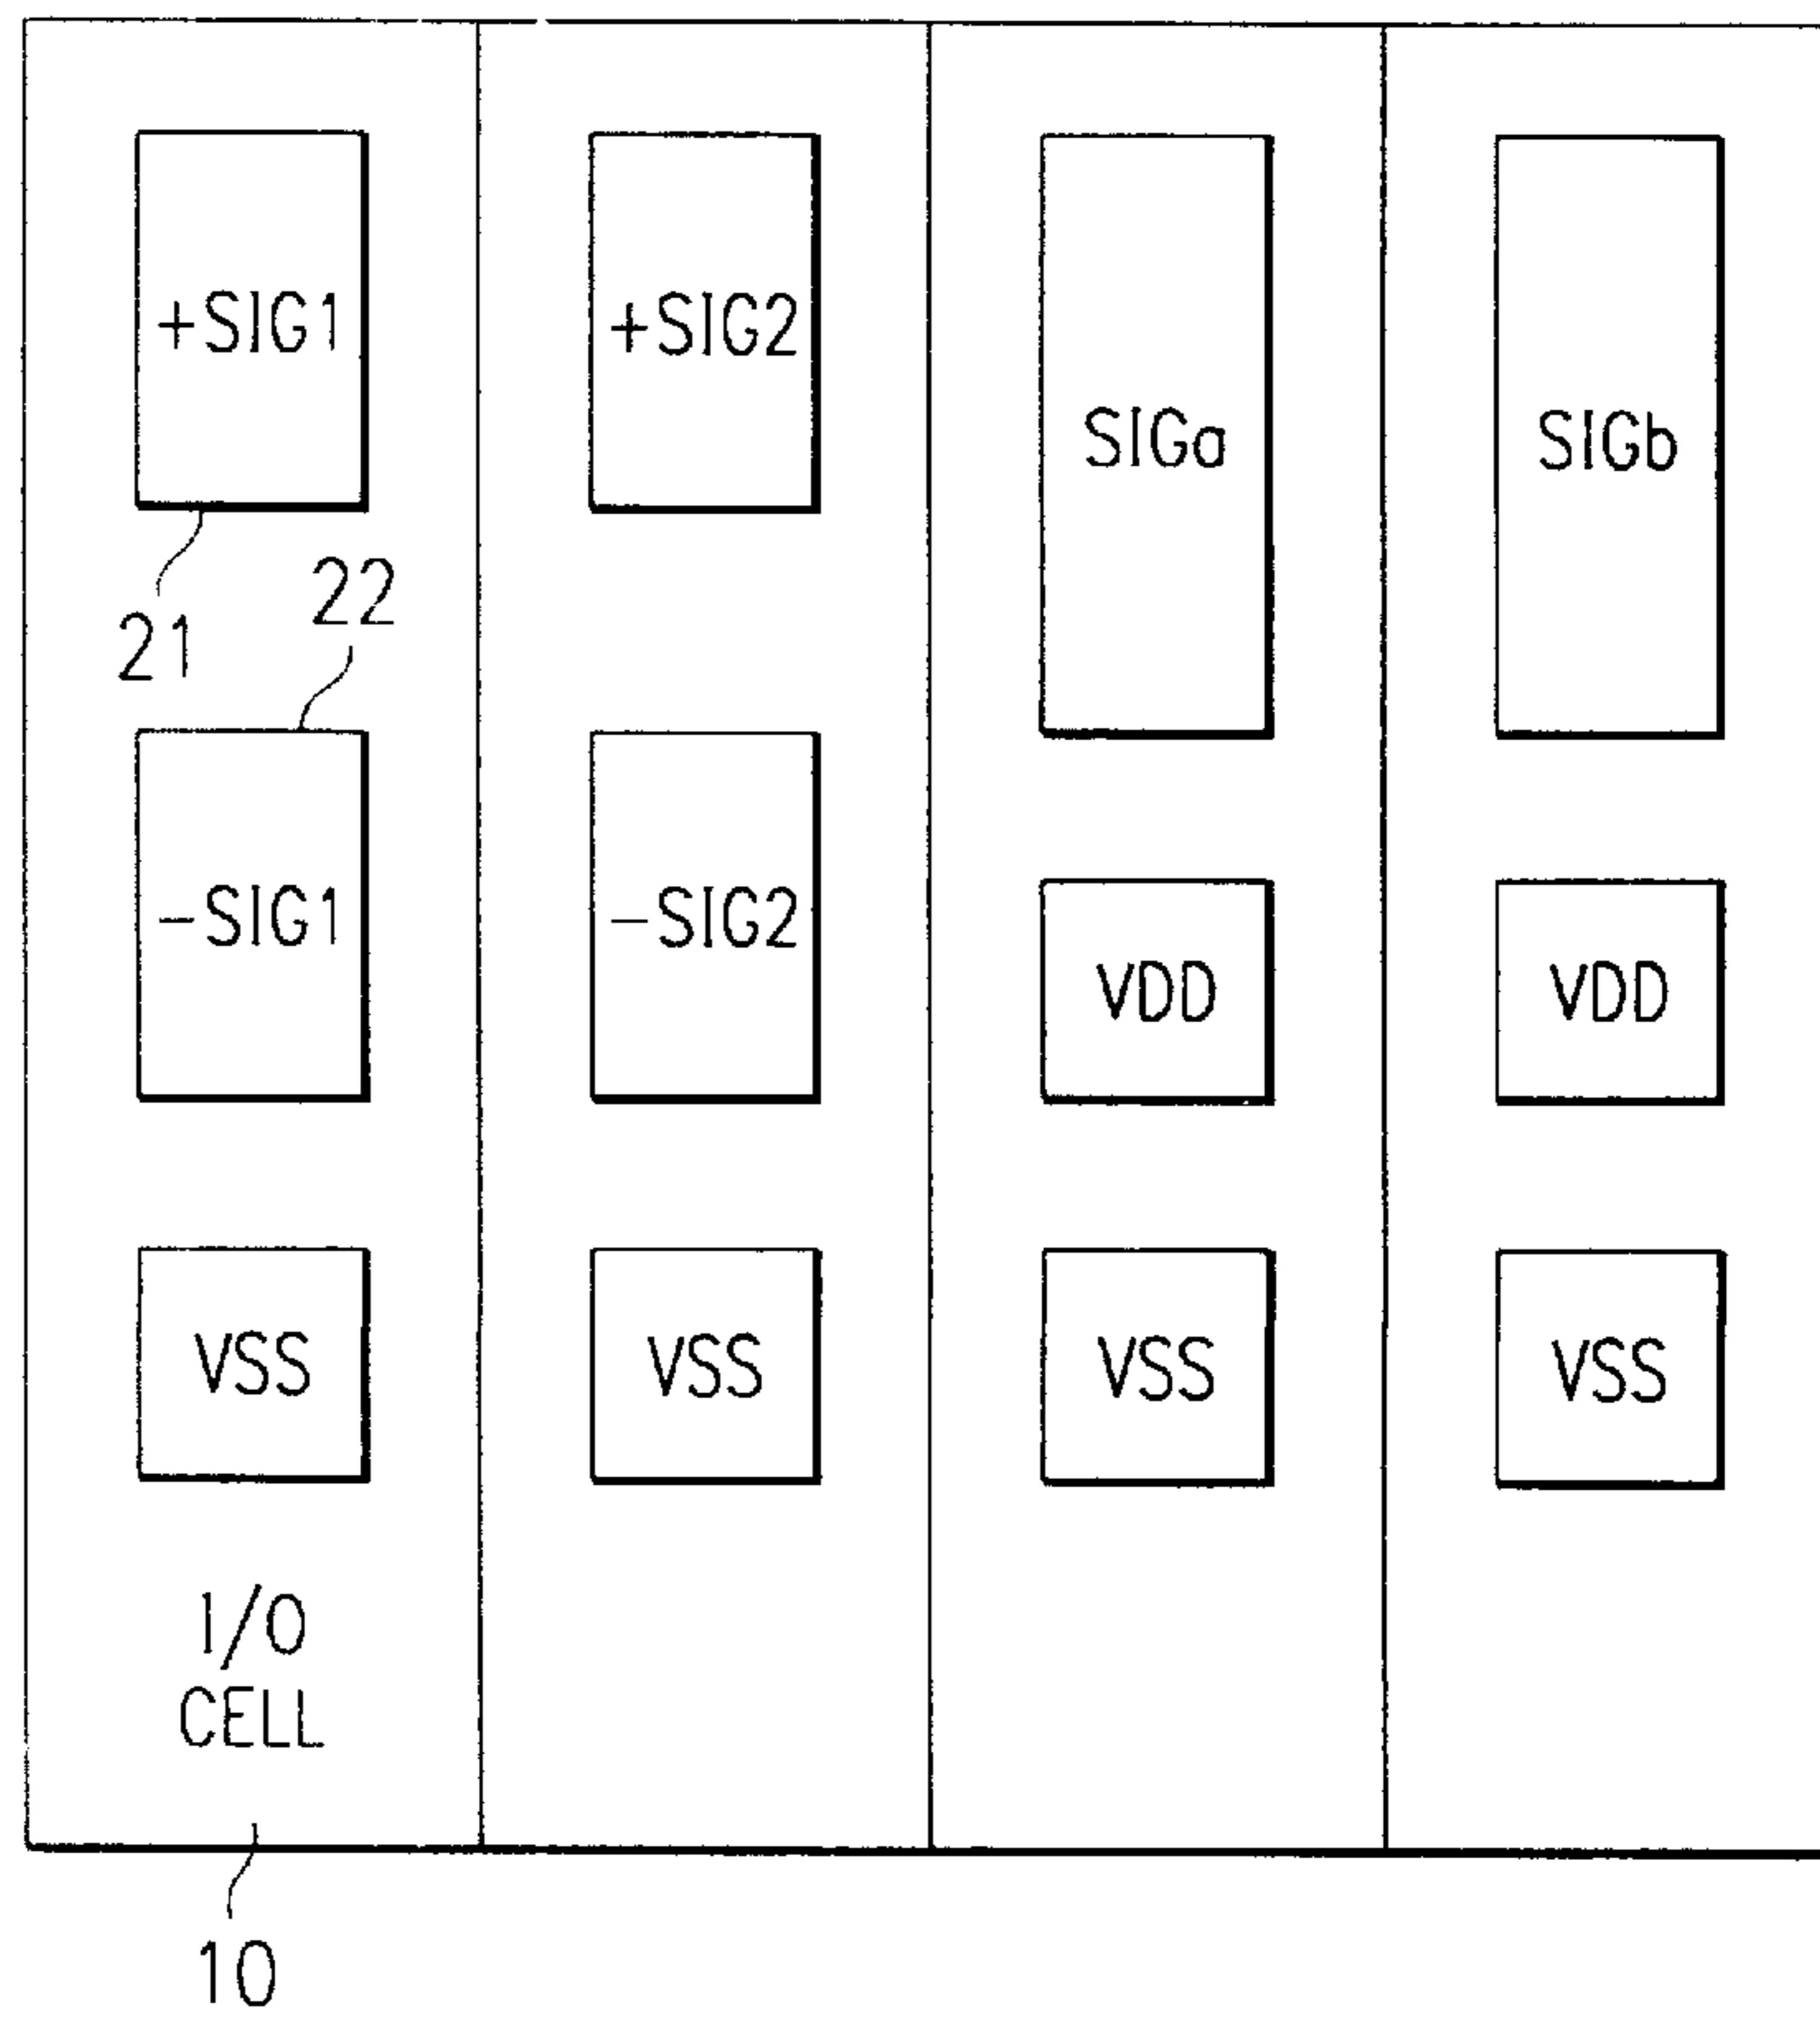 +SIG1
+SIG2
SIGa
SIGb
21
22
-SIG1
-SIG2
VDD
VDD
VSS
VSS
VSS
VSS
I/O
CELL
10